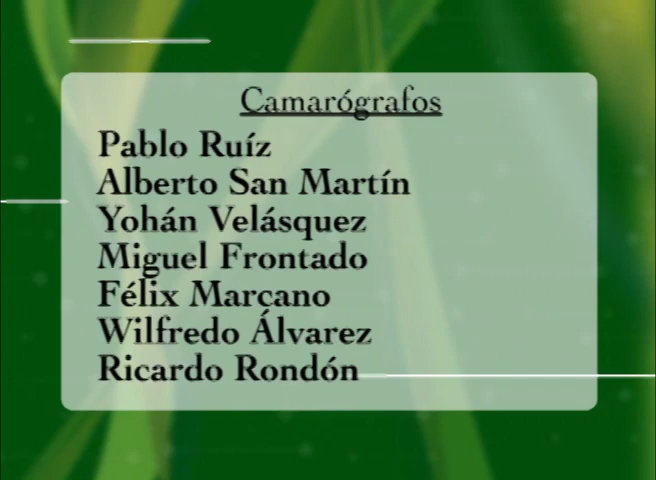 Camarógrafos
Pablo Ruíz
Alberto San Martín
Yohán Velásquez
Miguel Frontado
Félix Marcano
Wilfredo Álvarez
Ricardo Rondón